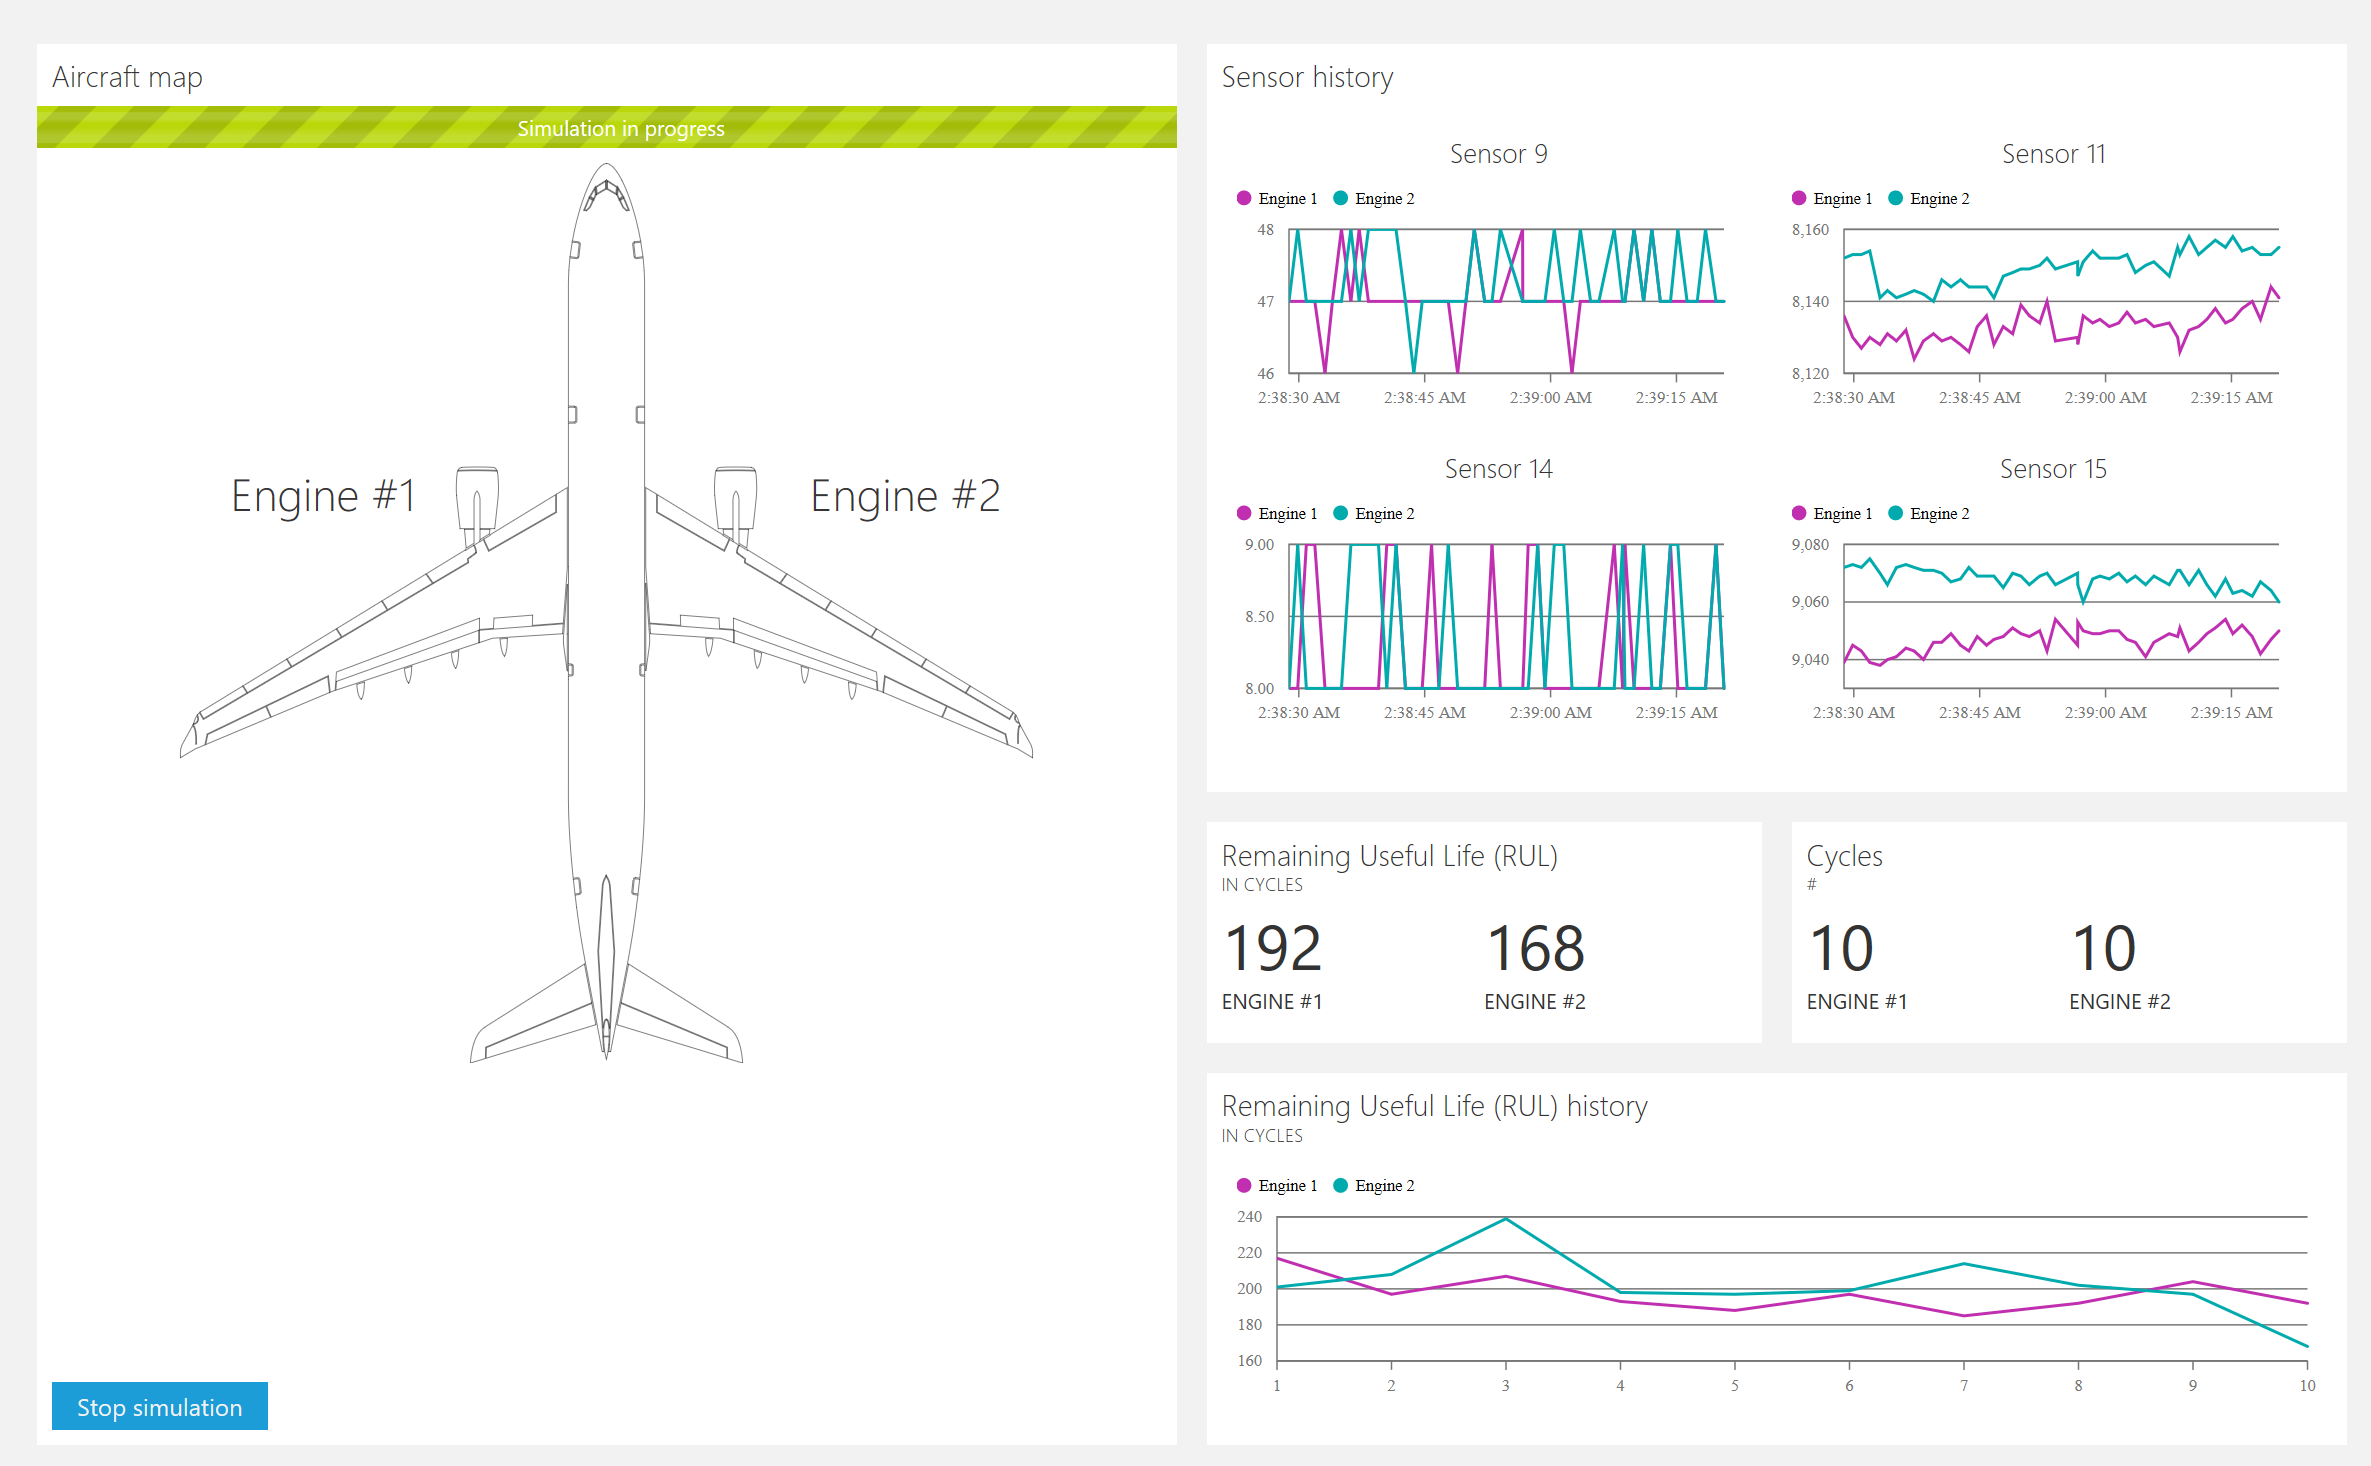 Aircraft map
Simulation in progress
Engine #1
Engine #2
Stop simulation
Sensor history
Sensor 9
Engine 1 Engine 2
48
47
46
2:38:30 AM 2:38:45 AM 2:39:00 AM 2:39:15 AM
Sensor 11
Engine 1 Engine 2
8,160
8,140
8,120
2:38:30 AM 2:38:45 AM 2:39:00 AM 2:39:15 AM
Sensor 14
Engine 1 Engine 2
9.00
8.50
8.00
2:38:30 AM 2:38:45 AM 2:39:00 AM 2:39:15 AM
Sensor 15
Engine 1 Engine 2
9,080
9,060
9,040
2:38:30 AM 2:38:45 AM 2:39:00 AM 2:39:15 AM
Remaining Useful Life (RUL)
IN CYCLES
192 168
ENGINE #1 ENGINE #2
Cycles
#
10 10
ENGINE #1 ENGINE #2
Remaining Useful Life (RUL) history
IN CYCLES
Engine 1 Engine 2
240
220
200
180
160
1 2 3 4 5 6 7 8 9 10